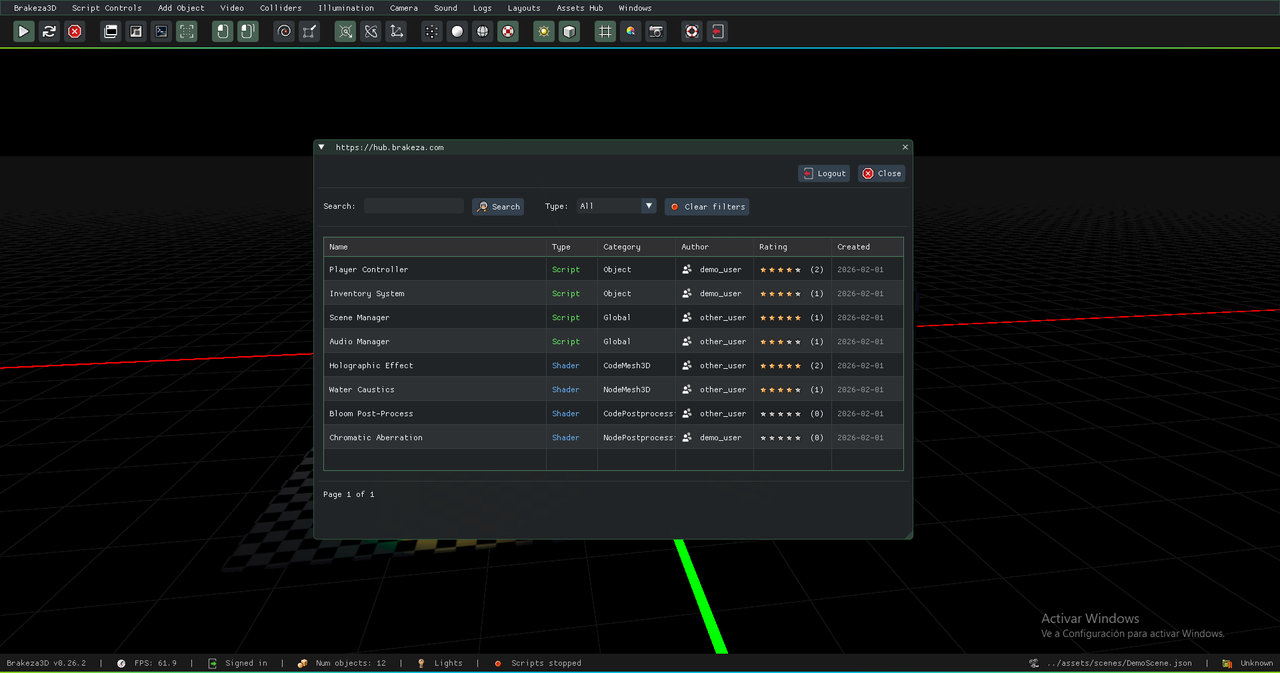 Brakeza3D Script Controls Add Object Video Colliders Illumination Camera Sound Logs Layouts Assets Hub Windows
https://hub.brakeza.com
Logout Close
Search: Search Type: All Clear filters
Name Type Category Author Rating Created
Player Controller Script Object demo_user (2) 2026-02-01
Inventory System Script Object demo_user (1) 2026-02-01
Scene Manager Script Global other_user (1) 2026-02-01
Audio Manager Script Global other_user (1) 2026-02-01
Holographic Effect Shader CodeMesh3D other_user (2) 2026-02-01
Water Caustics Shader NodeMesh3D other_user (1) 2026-02-01
Bloom Post-Process Shader CodePostprocess other_user (0) 2026-02-01
Chromatic Aberration Shader NodePostprocess demo_user (0) 2026-02-01
Page 1 of 1
Activar Windows
Ve a Configuración para activar Windows.
Brakeza3D v0.26.2 | FPS: 61.9 | Signed in | Num objects: 12 | Lights | Scripts stopped ../assets/scenes/DemoScene.json | Unknown